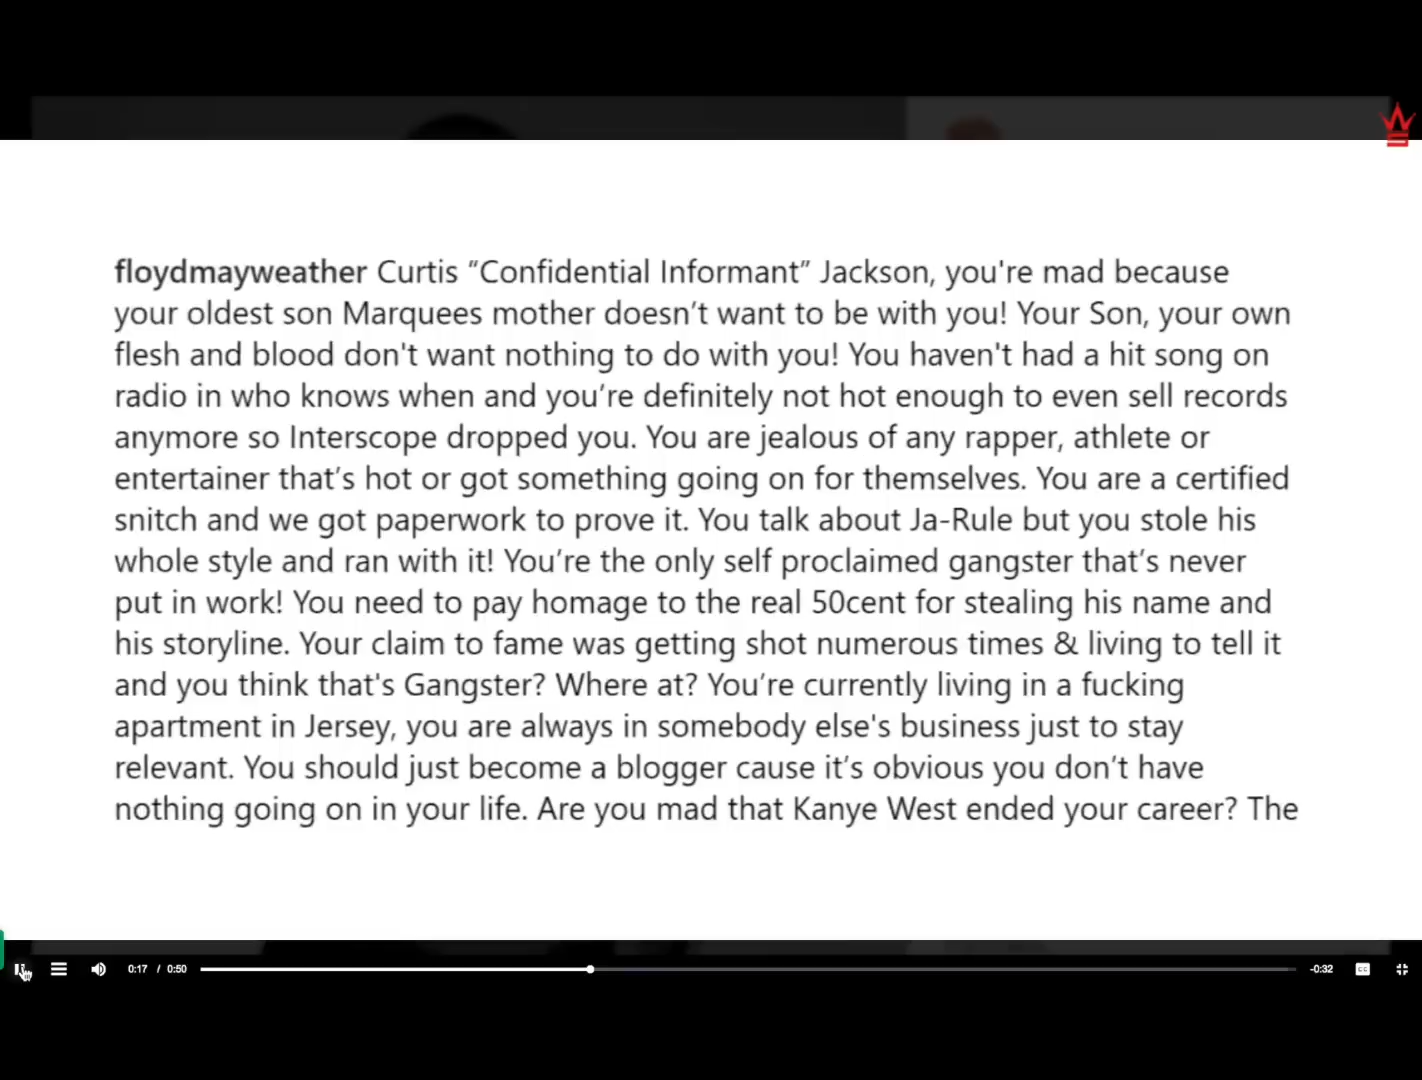 floydmayweather Curtis “Confidential Informant” Jackson, you're mad because
your oldest son Marquees mother doesn’t want to be with you! Your Son, your own
flesh and blood don't want nothing to do with you! You haven't had a hit song on
radio in who knows when and you’re definitely not hot enough to even sell records
anymore so Interscope dropped you. You are jealous of any rapper, athlete or
entertainer that’s hot or got something going on for themselves. You are a certified
snitch and we got paperwork to prove it. You talk about Ja-Rule but you stole his
whole style and ran with it! You’re the only self proclaimed gangster that’s never
put in work! You need to pay homage to the real 50cent for stealing his name and
his storyline. Your claim to fame was getting shot numerous times & living to tell it
and you think that's Gangster? Where at? You’re currently living in a fucking
apartment in Jersey, you are always in somebody else's business just to stay
relevant. You should just become a blogger cause it’s obvious you don’t have
nothing going on in your life. Are you mad that Kanye West ended your career? The
0:17 / 0:50 -0:32 CC